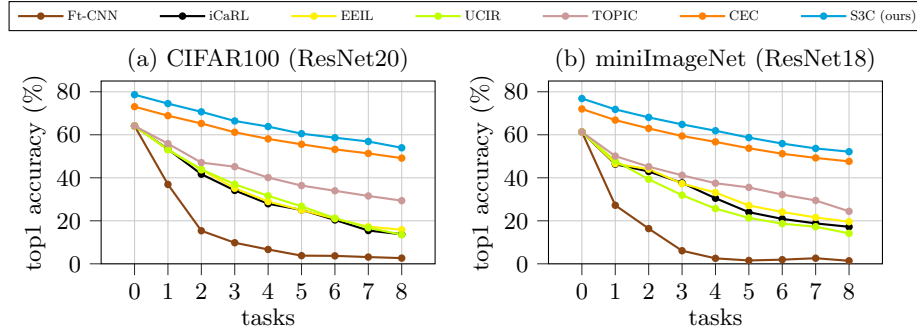 Ft-CNN iCaRL EEIL UCIR TOPIC CEC S3C (ours)
(a) CIFAR100 (ResNet20)
top1 accuracy (%)
80
60
40
20
0
0 1 2 3 4 5 6 7 8
tasks
(b) miniImageNet (ResNet18)
top1 accuracy (%)
80
60
40
20
0
0 1 2 3 4 5 6 7 8
tasks